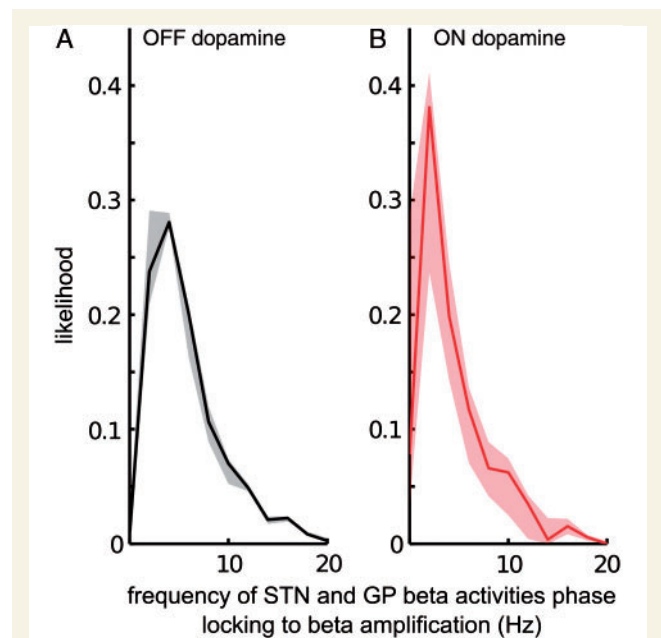 A OFF dopamine
B ON dopamine
likelihood
0.4
0.3
0.2
0.1
0
0.4
0.3
0.2
0.1
0
10
20
10
20
frequency of STN and GP beta activities phase
locking to beta amplification (Hz)